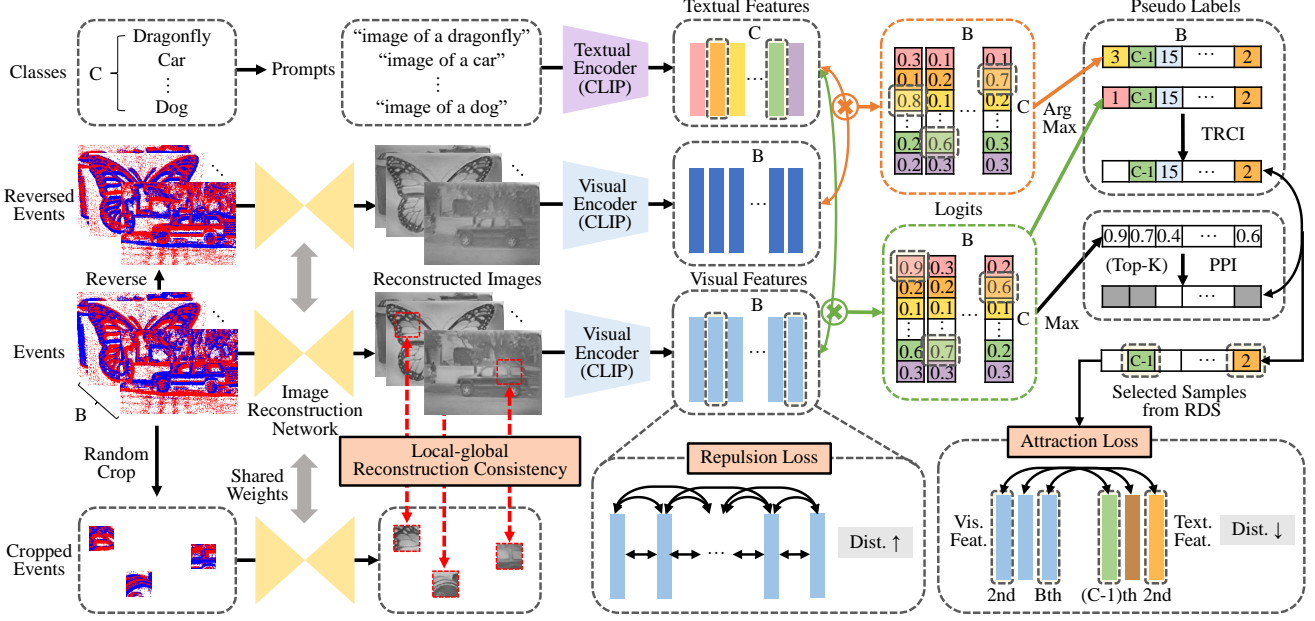 Textual Features
Pseudo Labels
Classes
C
Dragonfly
Car
⋮
Dog
Prompts
"image of a dragonfly"
"image of a car"
⋮
"image of a dog"
Textual
Encoder
(CLIP)
C
...
B
0.3 0.1 0.1
0.1 0.2 0.7
0.8 0.1 ... 0.2 C
⋮ ⋮ ⋮
0.2 0.6 0.3
0.3 0.3 0.3
Arg
Max
B
3 C-1 15 ... 2
1 C-1 15 ... 2
TRCI
C-1 15 ... 2
Reversed
Events
Visual
Encoder
(CLIP)
B
...
Logits
Reverse
Reconstructed Images
Visual Features
B
0.9 0.3 0.2
0.2 0.2 0.6
0.1 0.1 ... 0.1 C
⋮ ⋮ ⋮
0.6 0.7 0.2
0.3 0.3 0.3
Max
0.9 0.7 0.4 ... 0.6
(Top-K)
PPI
...
Events
B
Visual
Encoder
(CLIP)
B
...
C-1 ... 2
Selected Samples
from RDS
Image
Reconstruction
Network
Random
Crop
Shared
Weights
Local-global
Reconstruction Consistency
Repulsion Loss
...
...
Dist. ↑
Attraction Loss
Vis.
Feat.
Text.
Feat.
Dist. ↓
2nd Bth (C-1)th 2nd
Cropped
Events